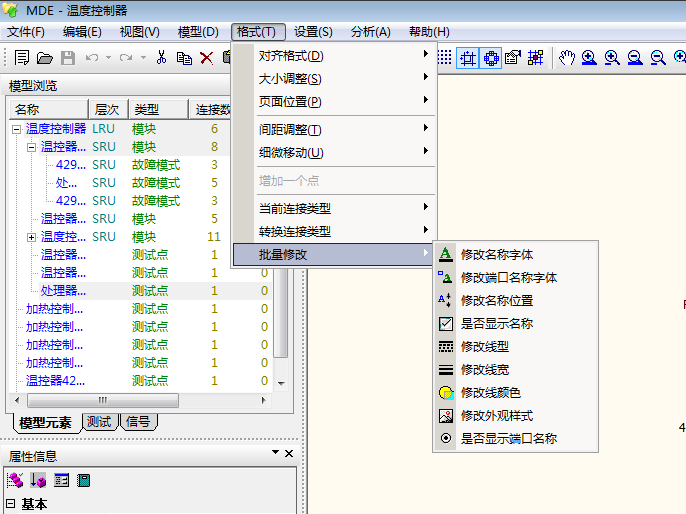 MDE - 温度控制器
文件(F) 编辑(E) 视图(V) 模型(D) 格式(T) 设置(S) 分析(A) 帮助(H)
模型浏览
名称 层次 类型 连接数
温度控制器 LRU 模块 6
温控器... SRU 模块 8
429... SRU 故障模式 3
处... SRU 故障模式 5
429... SRU 故障模式 3
温控器... SRU 模块 5
温度控... SRU 模块 11
温控器... 测试点 1 0
温控器... 测试点 1 0
处理器... 测试点 1 0
加热控制... 测试点 1 0
加热控制... 测试点 1 0
加热控制... 测试点 1 0
温控器42... 测试点 1 0
模型元素 测试 信号
属性信息
基本
对齐格式(D)
大小调整(S)
页面位置(P)
间距调整(T)
细微移动(U)
增加一个点
当前连接类型
转换连接类型
批量修改
修改名称字体
修改端口名称字体
修改名称位置
是否显示名称
修改线型
修改线宽
修改线颜色
修改外观样式
是否显示端口名称
4